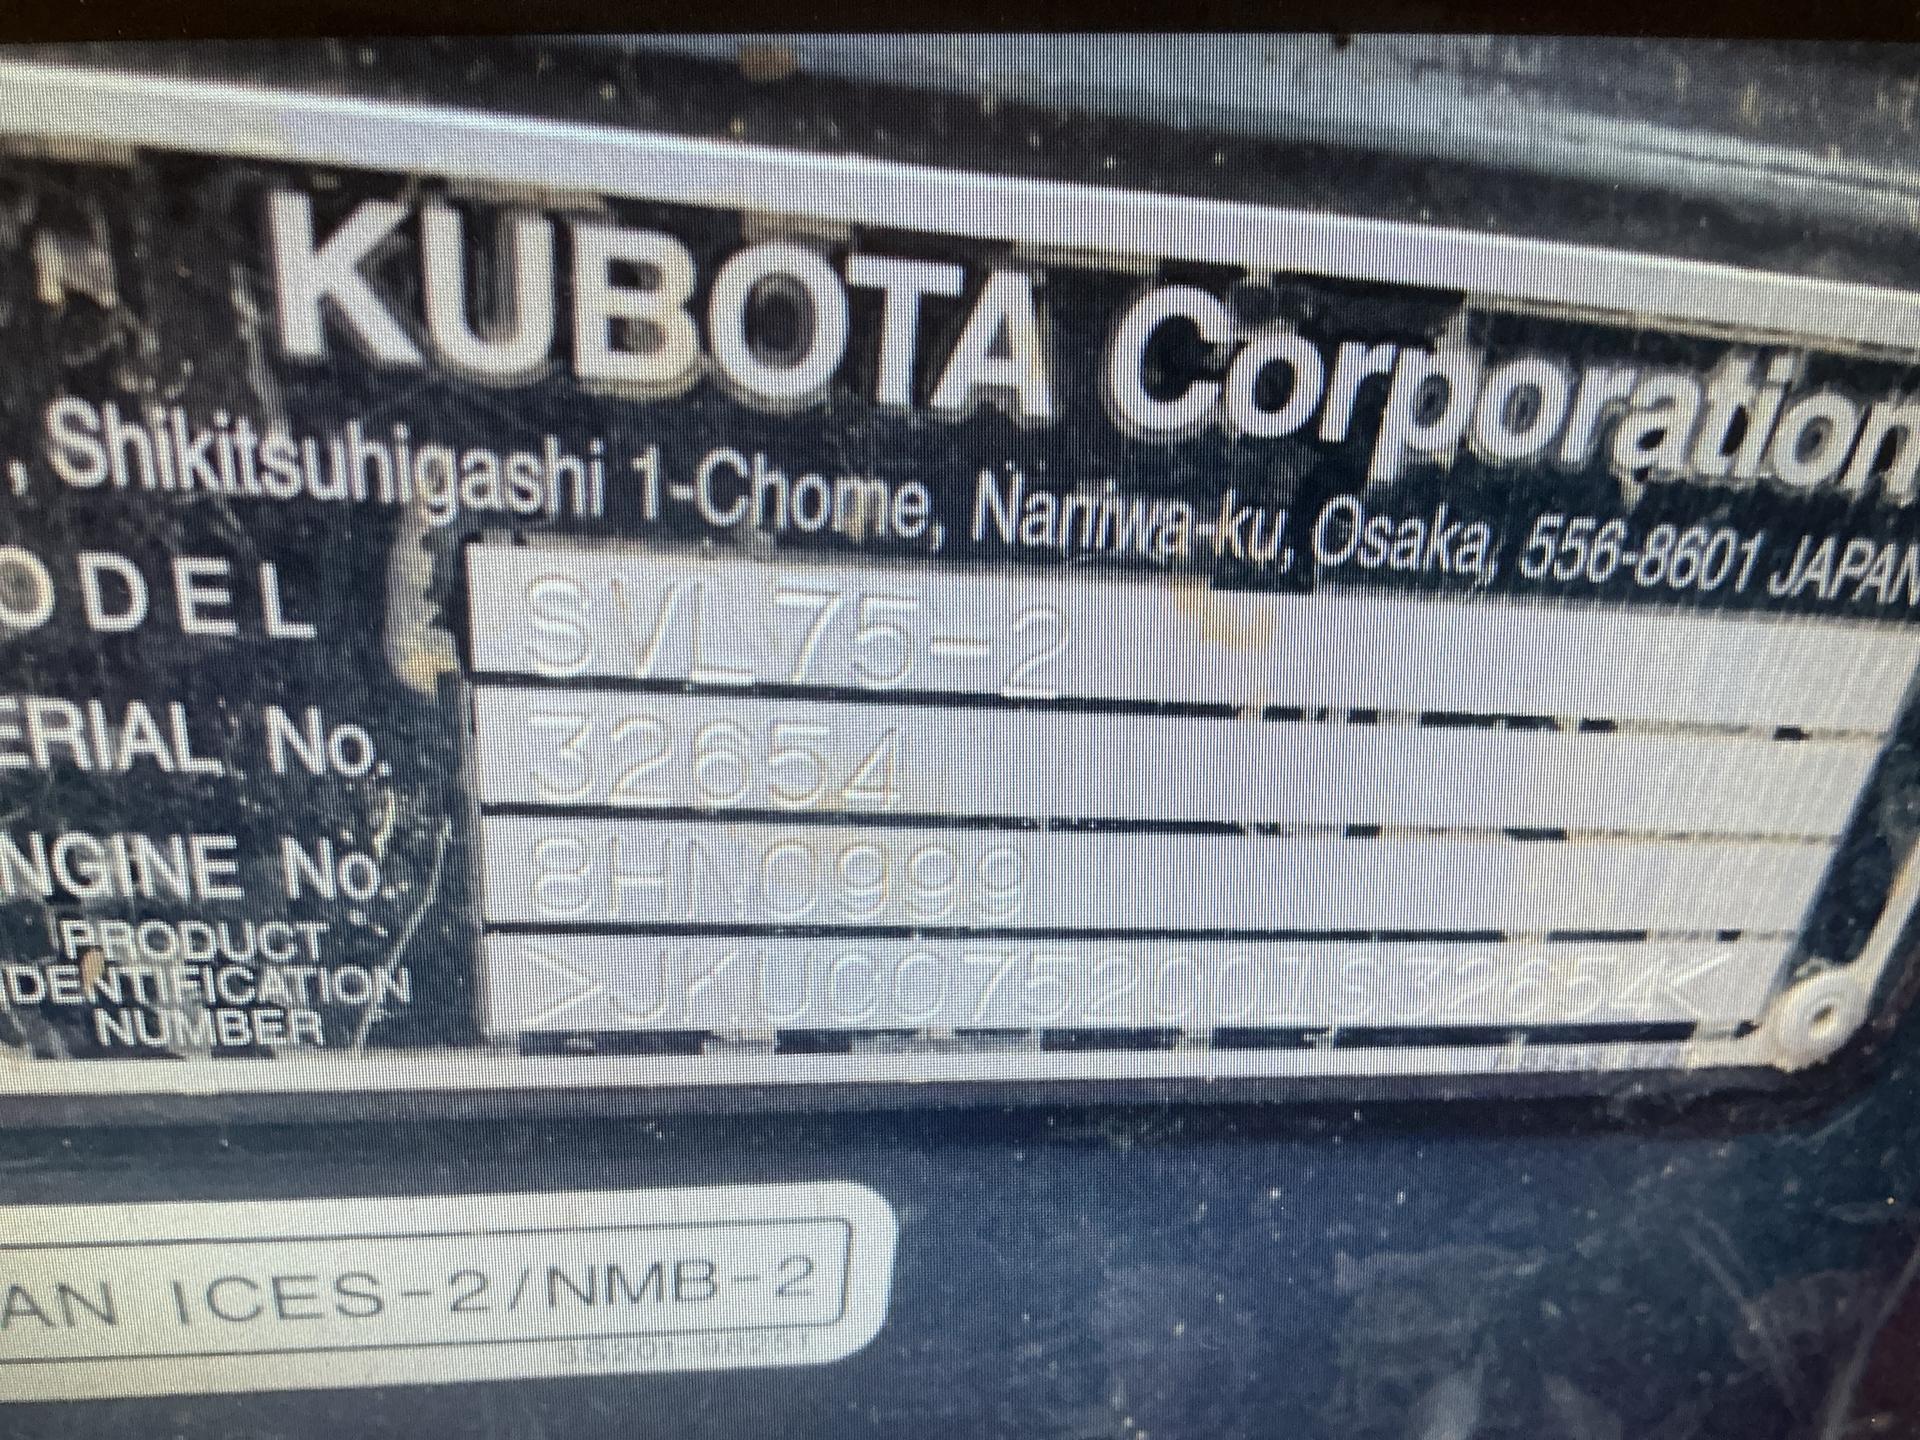 KUBOTA Corporation
, Shikitsuhigashi 1-Chome, Naniwa-ku, Osaka, 556-8601 JAPAN
ODEL SVL75-2
ERIAL No. 32654
NGINE No. 8HN0999
PRODUCT
IDENTIFICATION
NUMBER
AN ICES-2/NMB-2